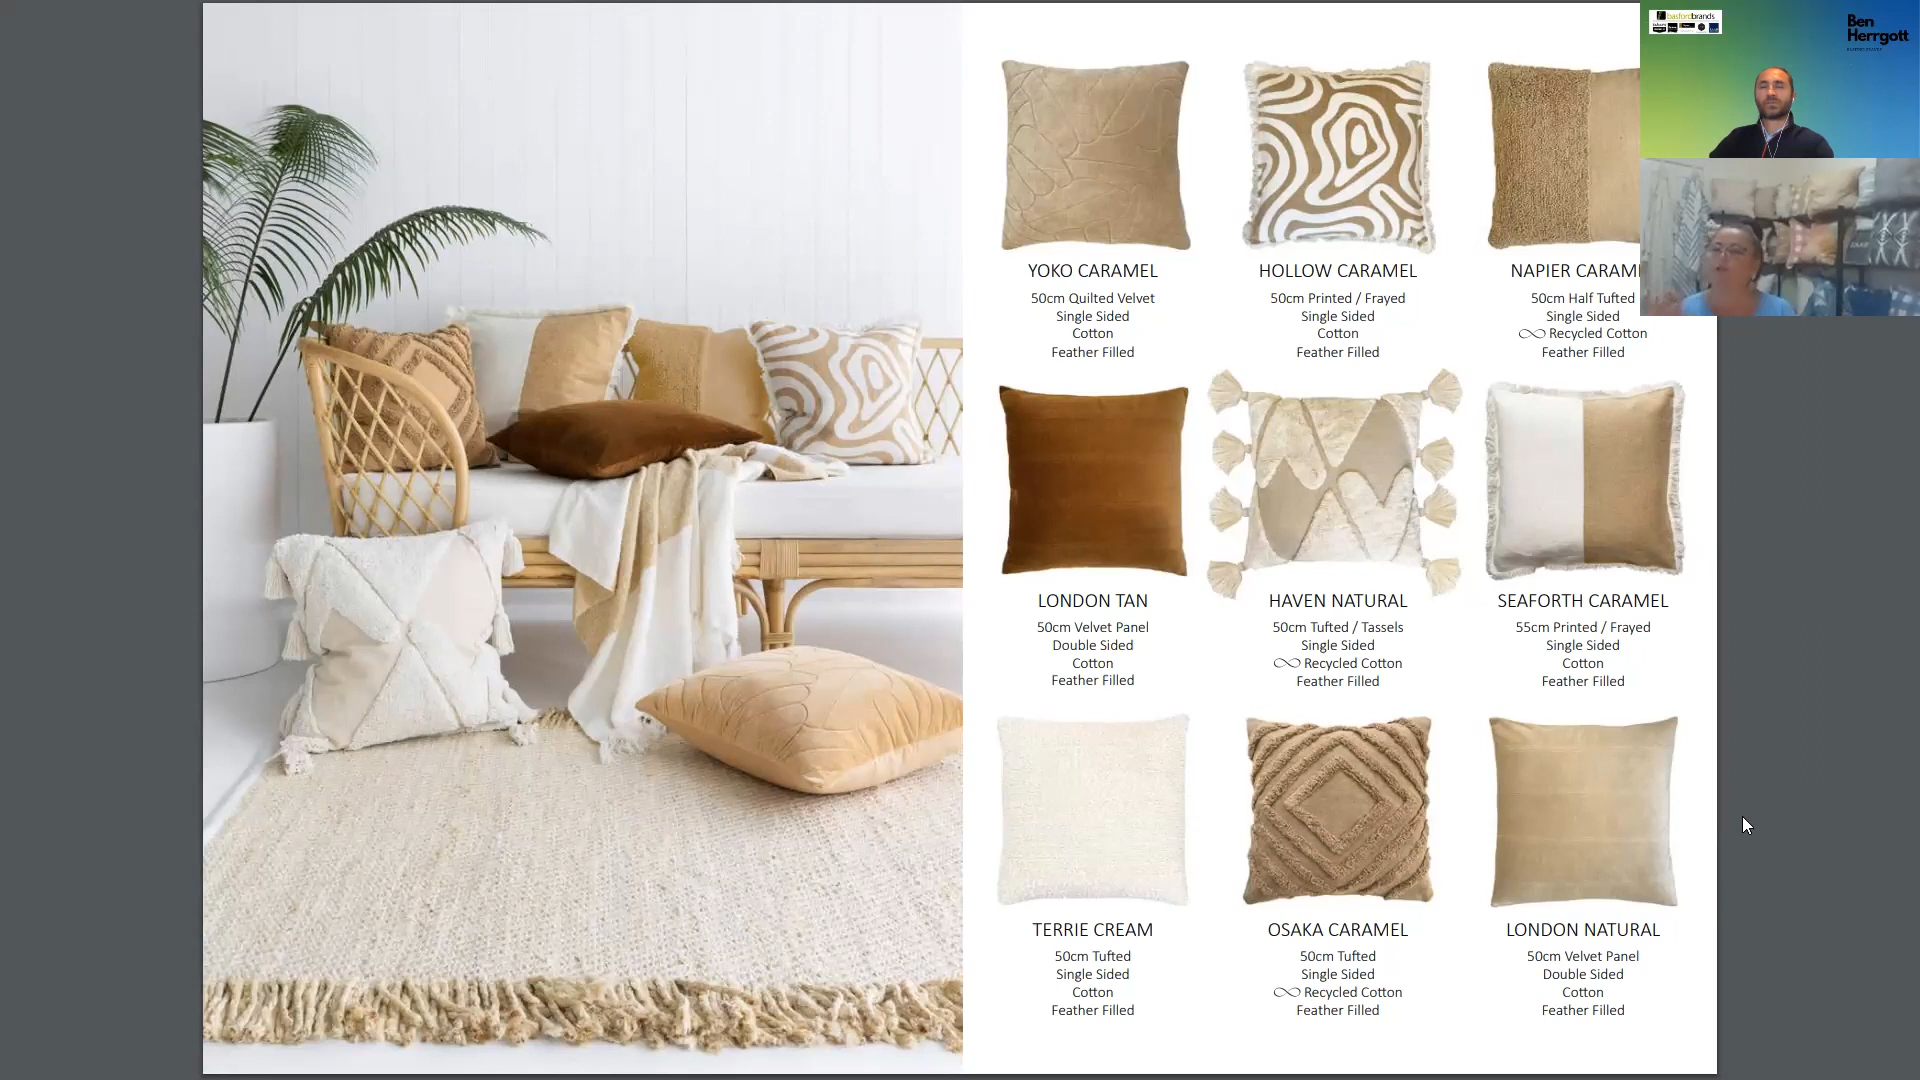 YOKO CARAMEL
50cm Quilted Velvet
Single Sided
Cotton
Feather Filled
HOLLOW CARAMEL
50cm Printed / Frayed
Single Sided
Cotton
Feather Filled
NAPIER CARAM
50cm Half Tufted
Single Sided
Recycled Cotton
Feather Filled
basfordbrands
Ben
Herrgott
LONDON TAN
50cm Velvet Panel
Double Sided
Cotton
Feather Filled
HAVEN NATURAL
50cm Tufted / Tassels
Single Sided
Recycled Cotton
Feather Filled
SEAFORTH CARAMEL
55cm Printed / Frayed
Single Sided
Cotton
Feather Filled
TERRIE CREAM
50cm Tufted
Single Sided
Cotton
Feather Filled
OSAKA CARAMEL
50cm Tufted
Single Sided
Recycled Cotton
Feather Filled
LONDON NATURAL
50cm Velvet Panel
Double Sided
Cotton
Feather Filled